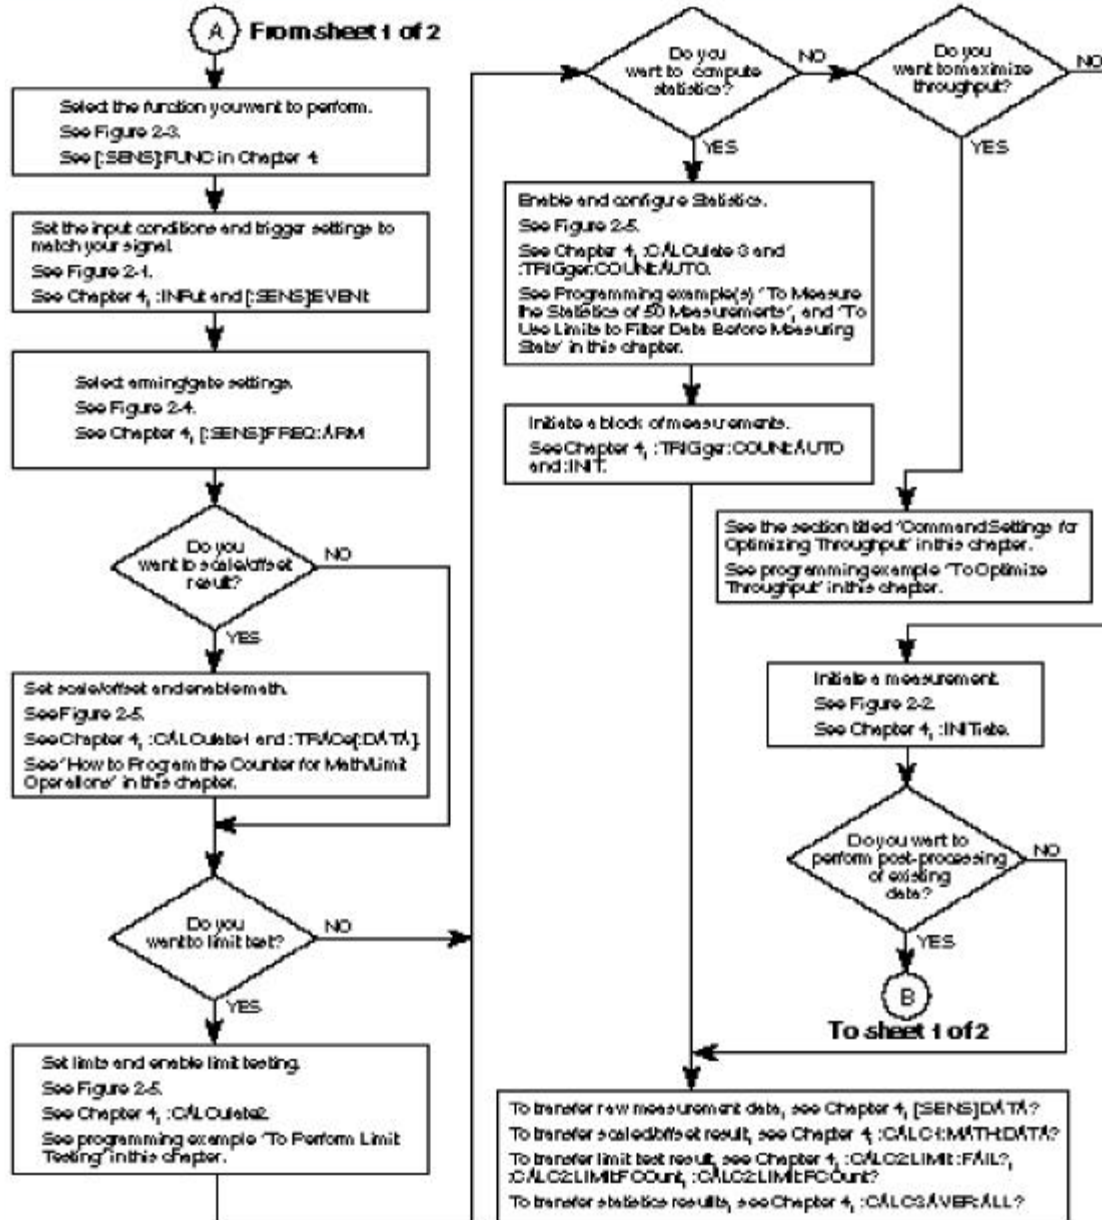 A From sheet 1 of 2
Select the function you want to perform.
See Figure 2-3.
See [:SENS]:FUNC in Chapter 4.
Set the input conditions and trigger settings to
match your signal.
See Figure 2-4.
See Chapter 4, :INPut and [:SENS]EVENt
Select arming/gate settings.
See Figure 2-4.
See Chapter 4, [:SENS]FREQ:ARM
Do you
want to scale/offset
result?
NO
YES
Set scale/offset and enable math.
See Figure 2-5.
See Chapter 4, :CALCulate1 and :TRACe[:DATA].
See "How to Program the Counter for Math/Limit
Operations" in this chapter.
Do you
want to limit test?
NO
YES
Set limits and enable limit testing.
See Figure 2-5.
See Chapter 4, :CALCulate2.
See programming example "To Perform Limit
Testing" in this chapter.
Do you
want to compute
statistics?
NO
YES
Enable and configure Statistics.
See Figure 2-5.
See Chapter 4, :CALCulate 3 and
:TRIGger:COUNt:AUTO.
See Programming example(s) "To Measure
the Statistics of 50 Measurements", and "To
Use Limits to Filter Data Before Measuring
Stats" in this chapter.
Initiate a block of measurements.
See Chapter 4, :TRIGger:COUNt:AUTO
and :INIT.
Do you
want to maximize
throughput?
NO
YES
See the section titled "Command Settings for
Optimizing Throughput" in this chapter.
See programming example "To Optimize
Throughput" in this chapter.
Initiate a measurement.
See Figure 2-2.
See Chapter 4, :INITiate.
Do you want to
perform post-processing
of existing
data?
NO
YES
B
To sheet 1 of 2
To transfer raw measurement data, see Chapter 4, [SENS]DATA?
To transfer scaled/offset result, see Chapter 4, :CALC1:MATH:DATA?
To transfer limit test result, see Chapter 4, :CALC2:LIMit:FAIL?,
:CALC2:LIMit:FCOunt, :CALC2:LIMit:FCOunt?
To transfer statistics results, see Chapter 4, :CALC3:AVER:ALL?